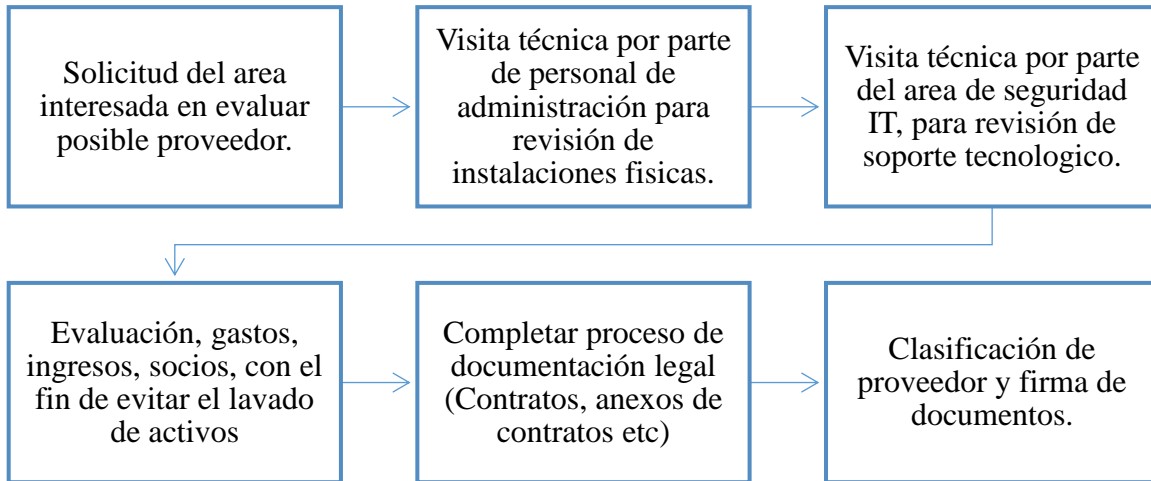 Solicitud del area
interesada en evaluar
posible proveedor.
Visita técnica por parte
de personal de
administración para
revisión de
instalaciones fisicas.
Visita técnica por parte
del area de seguridad
IT, para revisión de
soporte tecnologico.
Evaluación, gastos,
ingresos, socios, con el
fin de evitar el lavado
de activos
Completar proceso de
documentación legal
(Contratos, anexos de
contratos etc)
Clasificación de
proveedor y firma de
documentos.